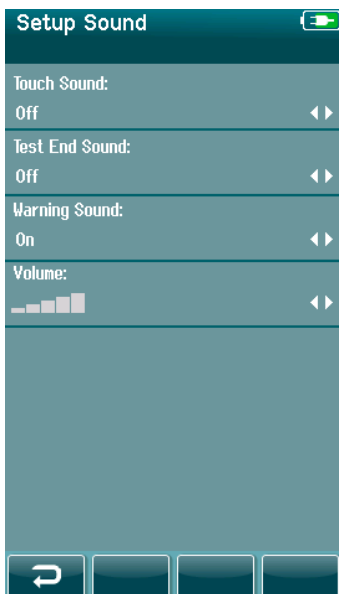 Setup Sound
Touch Sound:
Off
Test End Sound:
Off
Warning Sound:
On
Volume: